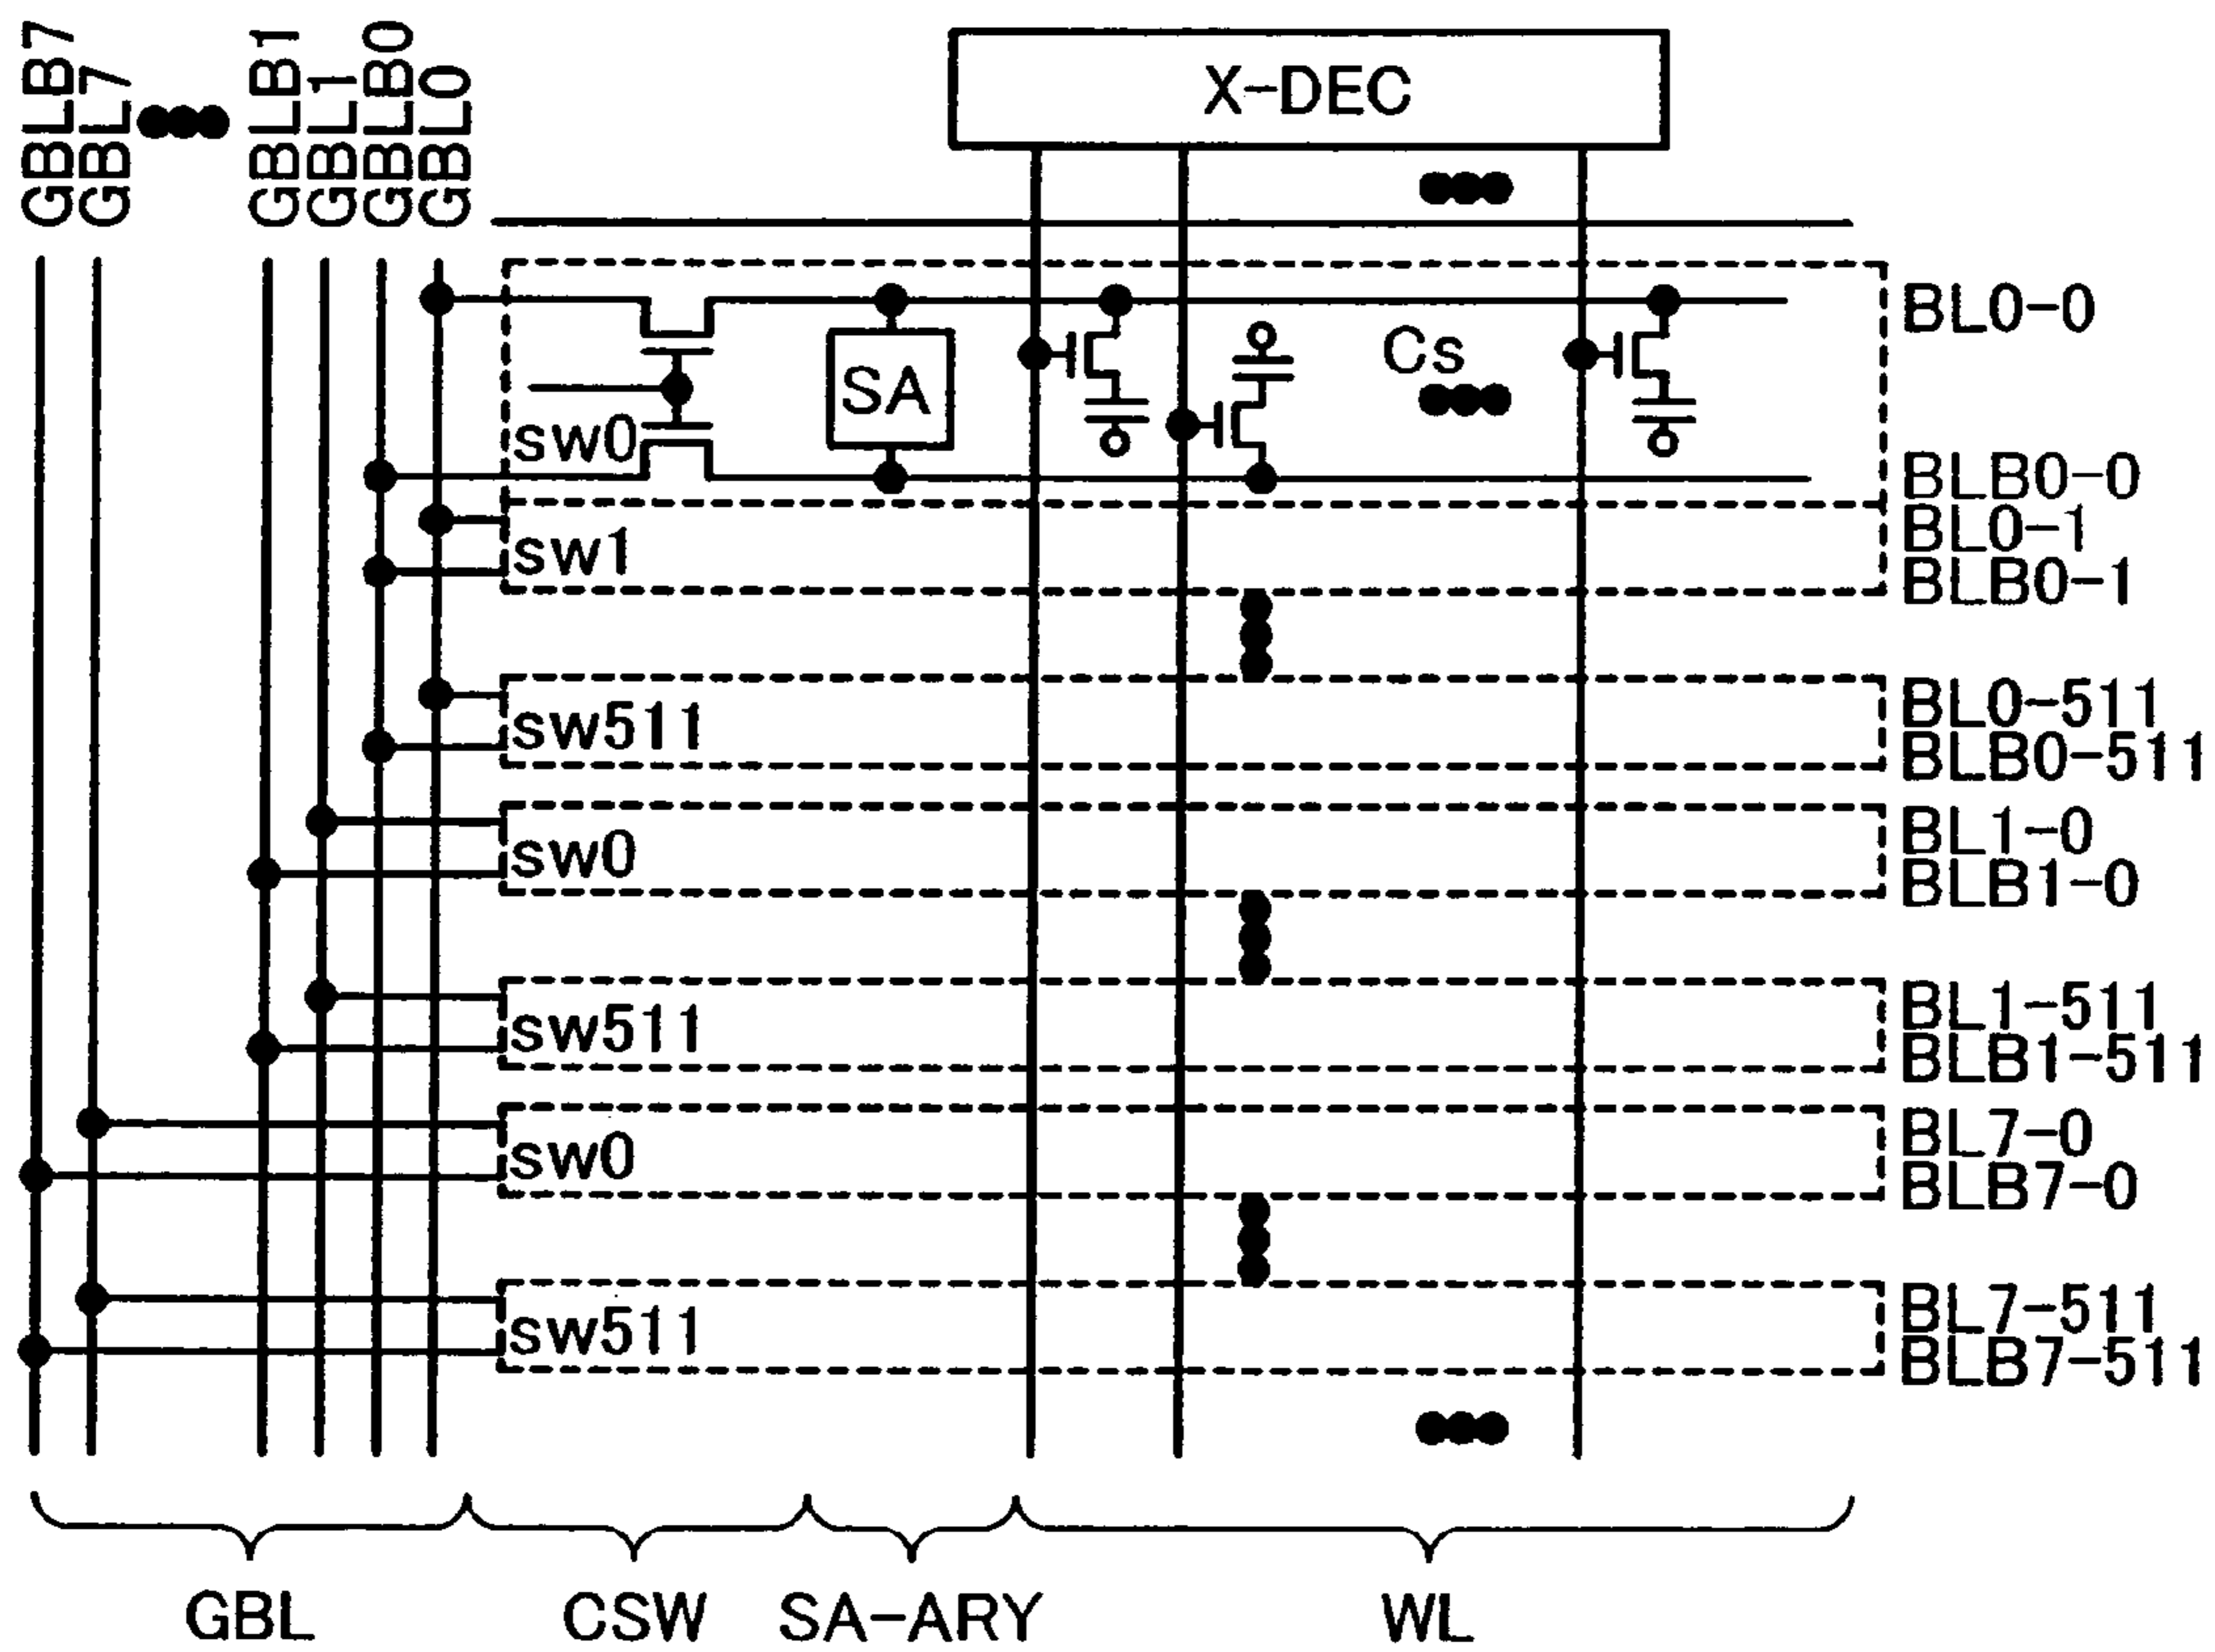 GBLB7
GBL7
GBLB1
GBL1
GBLB0
GBL0
X-DEC
BL0-0
Cs
SA
sw0
BLB0-0
BL0-1
sw1
BLB0-1
BL0-511
sw511
BLB0-511
BL1-0
sw0
BLB1-0
BL1-511
sw511
BLB1-511
BL7-0
sw0
BLB7-0
BL7-511
sw511
BLB7-511
GBL CSW SA-ARY WL